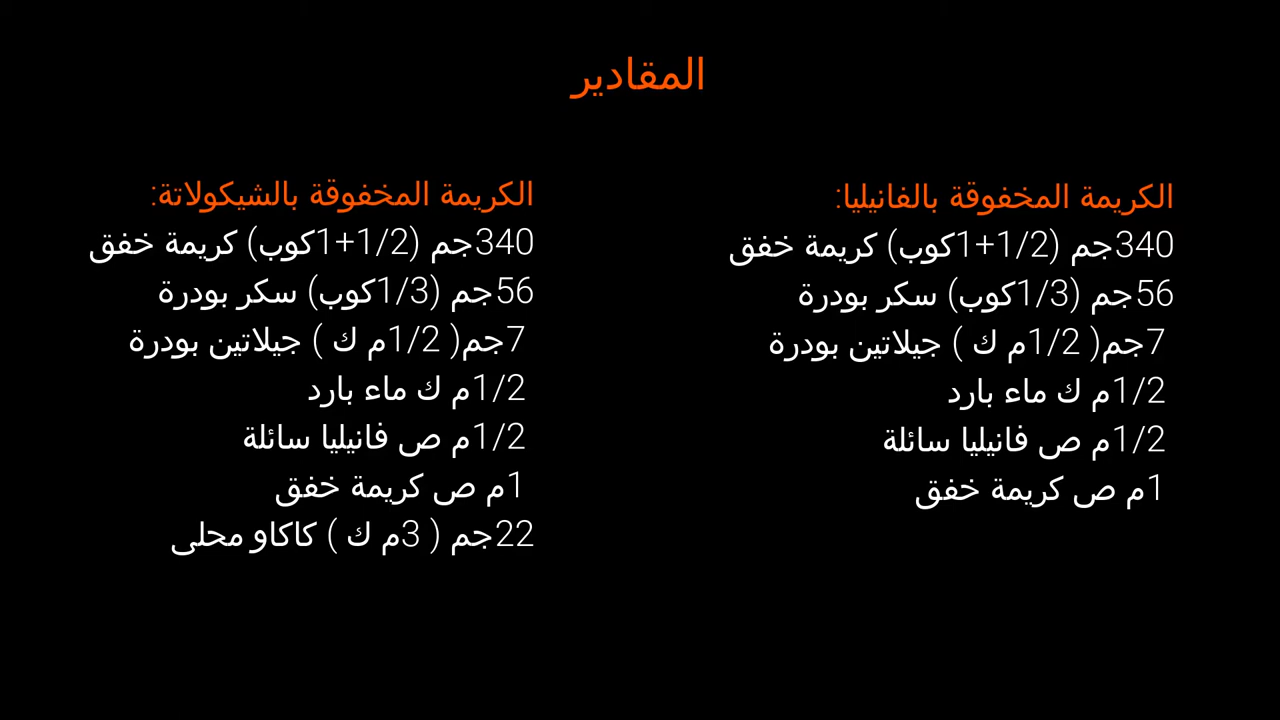 المقادير
الكريمة المخفوقة بالفانيليا:
340جم (1/2+1كوب) كريمة خفق
56جم (1/3كوب) سكر بودرة
7جم( 1/2م ك ) جيلاتين بودرة
1/2م ك ماء بارد
1/2م ص فانيليا سائلة
1م ص كريمة خفق
الكريمة المخفوقة بالشيكولاتة:
340جم (1/2+1كوب) كريمة خفق
56جم (1/3كوب) سكر بودرة
7جم( 1/2م ك ) جيلاتين بودرة
1/2م ك ماء بارد
1/2م ص فانيليا سائلة
1م ص كريمة خفق
22جم ( 3م ك ) كاكاو محلى